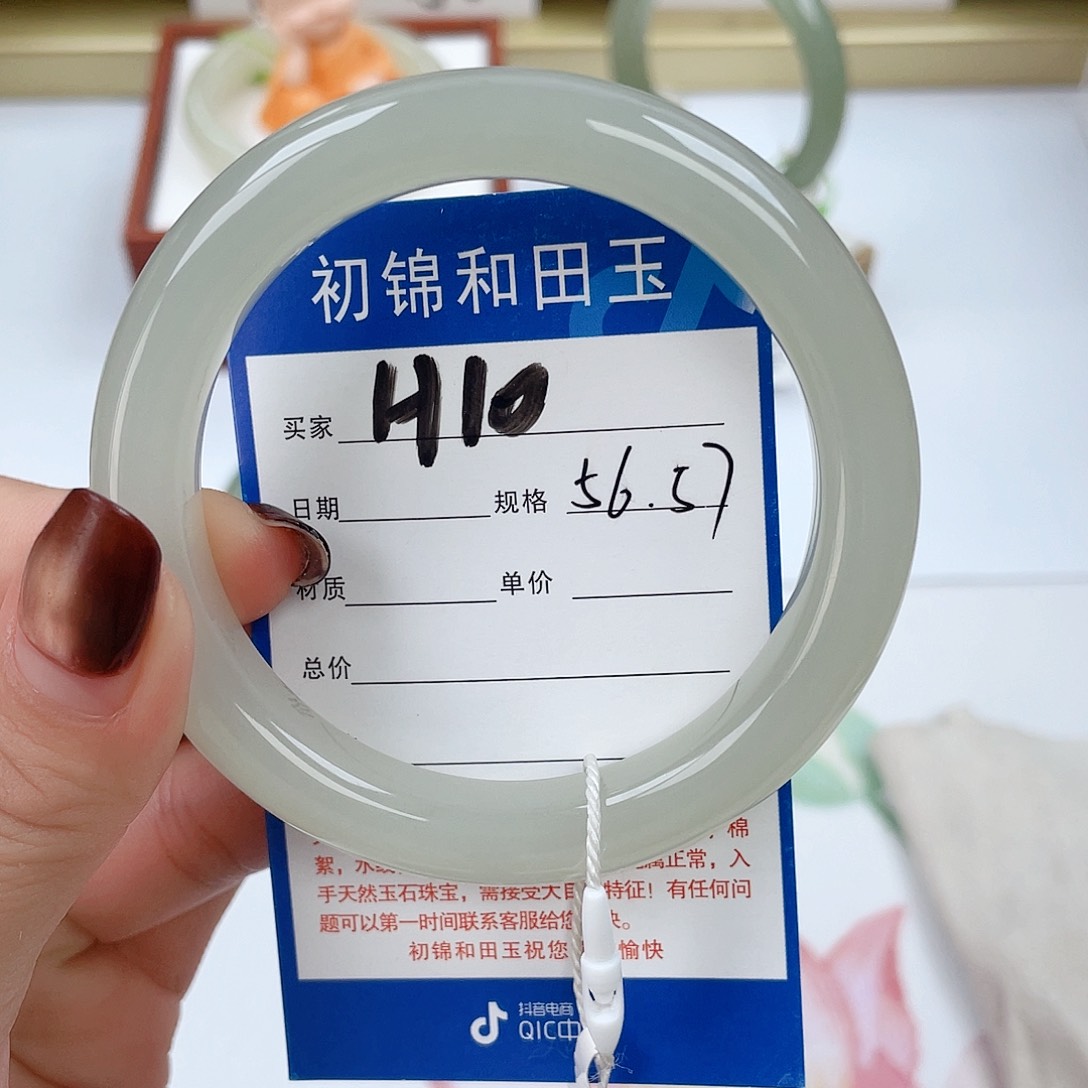 初锦和田玉
买家 H10
日期 规格 56.57
材质 单价
总价
棉
絮，水 属正常，入
手天然玉石珠宝，需接受大自 特征！有任何问
题可以第一时间联系客服给您 决。
初锦和田玉祝您 愉快
抖音电商
QIC中